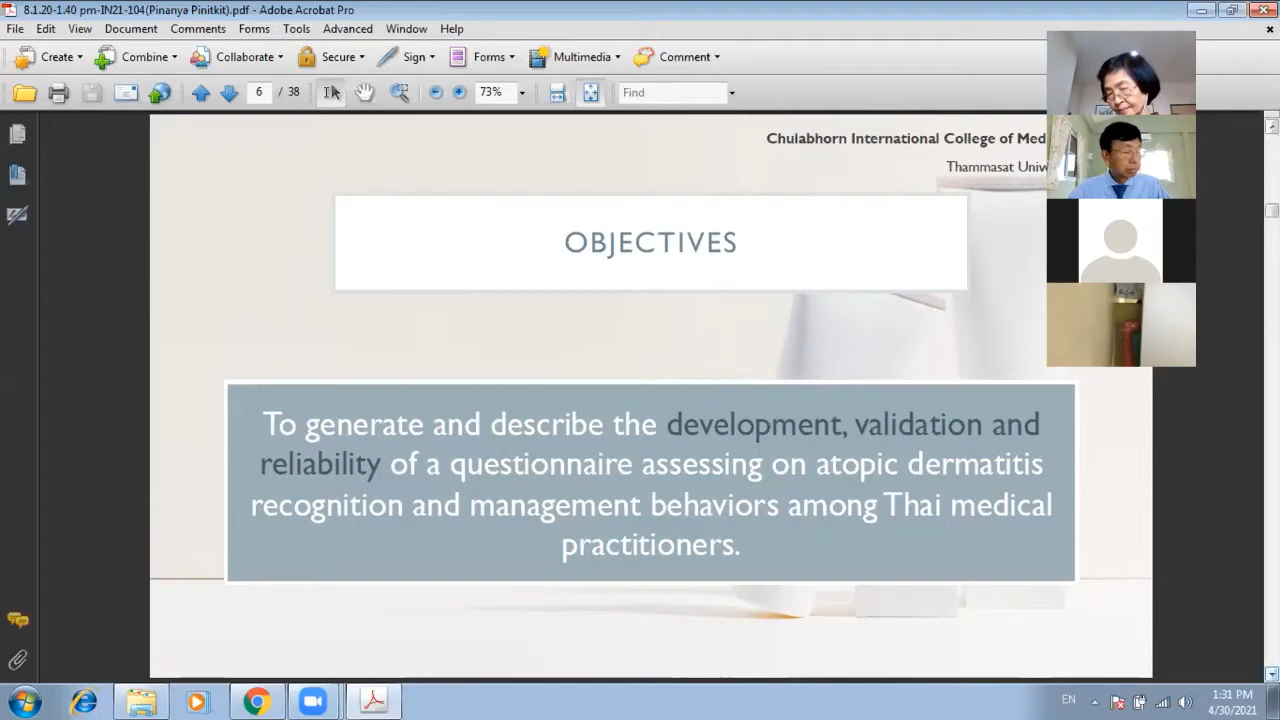 8.1.20-1.40 pm-IN21-104(Pinanya Pinitkit).pdf - Adobe Acrobat Pro
File Edit View Document Comments Forms Tools Advanced Window Help
Create Combine Collaborate Secure Sign Forms Multimedia Comment
6 / 38 73% Find
Chulabhorn International College of Med
Thammasat Unive
OBJECTIVES
To generate and describe the development, validation and
reliability of a questionnaire assessing on atopic dermatitis
recognition and management behaviors among Thai medical
practitioners.
EN
1:31 PM
4/30/2021